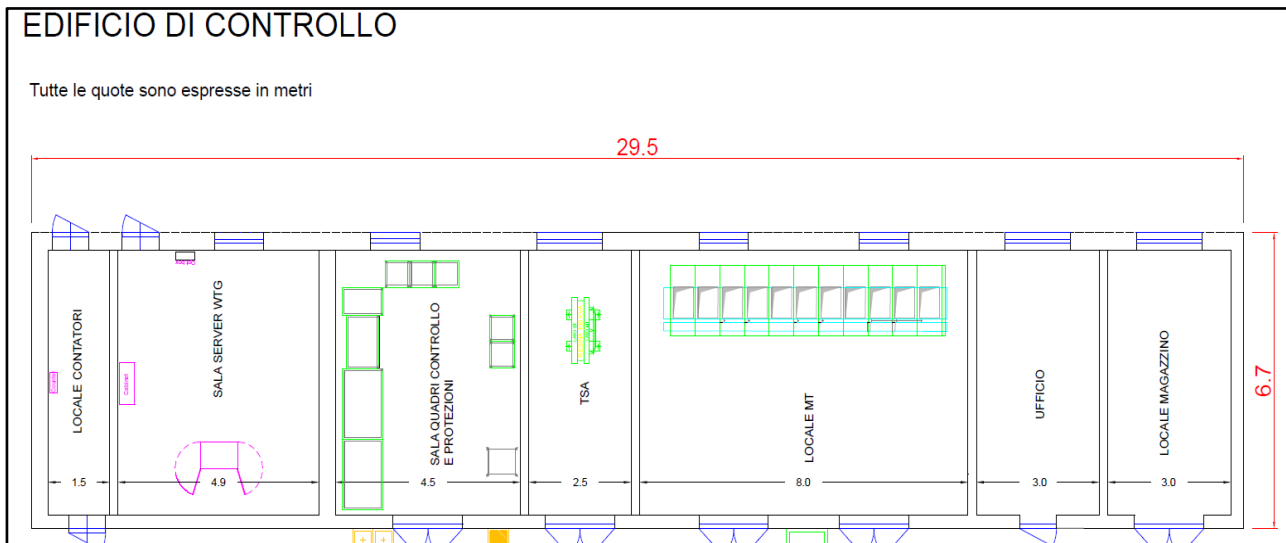 EDIFICIO DI CONTROLLO
Tutte le quote sono espresse in metri
29.5
6.7
LOCALE CONTATORI
SALA SERVER WTG
SALA QUADRI CONTROLLO
E PROTEZIONI
TSA
LOCALE MT
UFFICIO
LOCALE MAGAZZINO
Cabinet
1.5
4.9
4.5
2.5
8.0
3.0
3.0